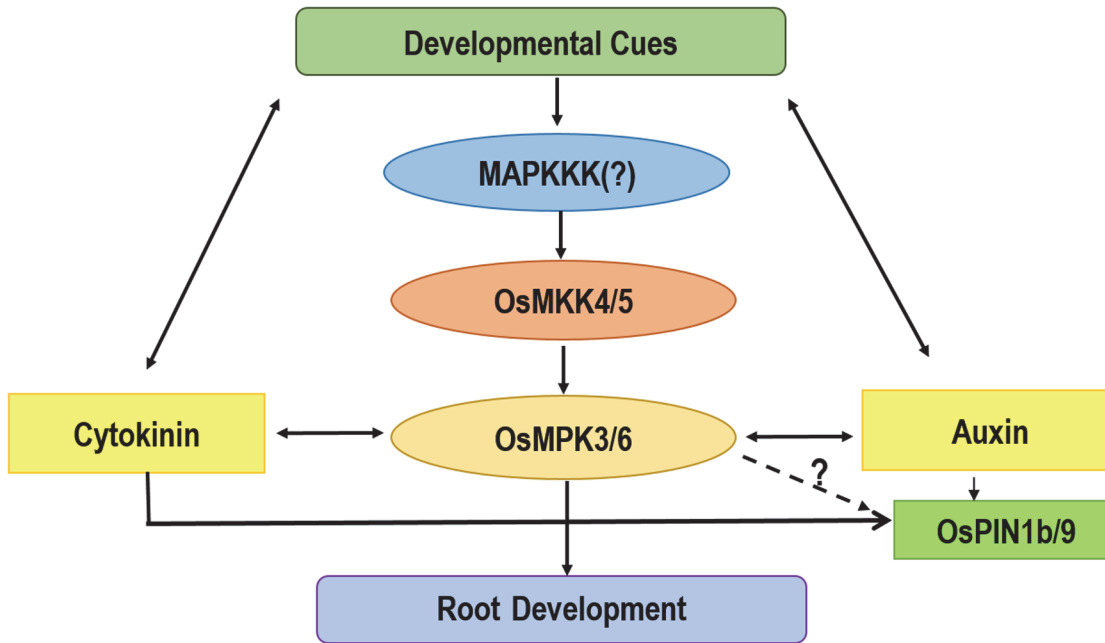 Developmental Cues
MAPKKK(?)
OsMKK4/5
Cytokinin
OsMPK3/6
Auxin
?
OsPIN1b/9
Root Development